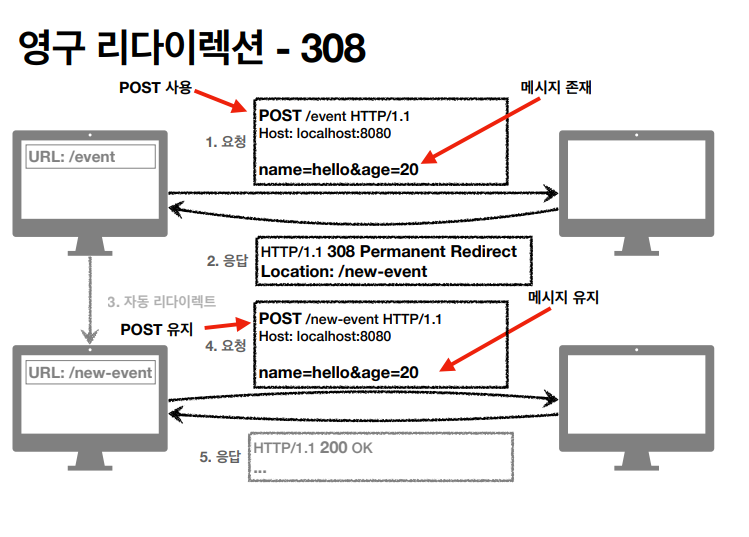 영구 리다이렉션 - 308
POST 사용
메시지 존재
1. 요청
POST /event HTTP/1.1
Host: localhost:8080
name=hello&age=20
URL: /event
2. 응답
HTTP/1.1 308 Permanent Redirect
Location: /new-event
3. 자동 리다이렉트
POST 유지
메시지 유지
4. 요청
POST /new-event HTTP/1.1
Host: localhost:8080
name=hello&age=20
URL: /new-event
5. 응답
HTTP/1.1 200 OK
...